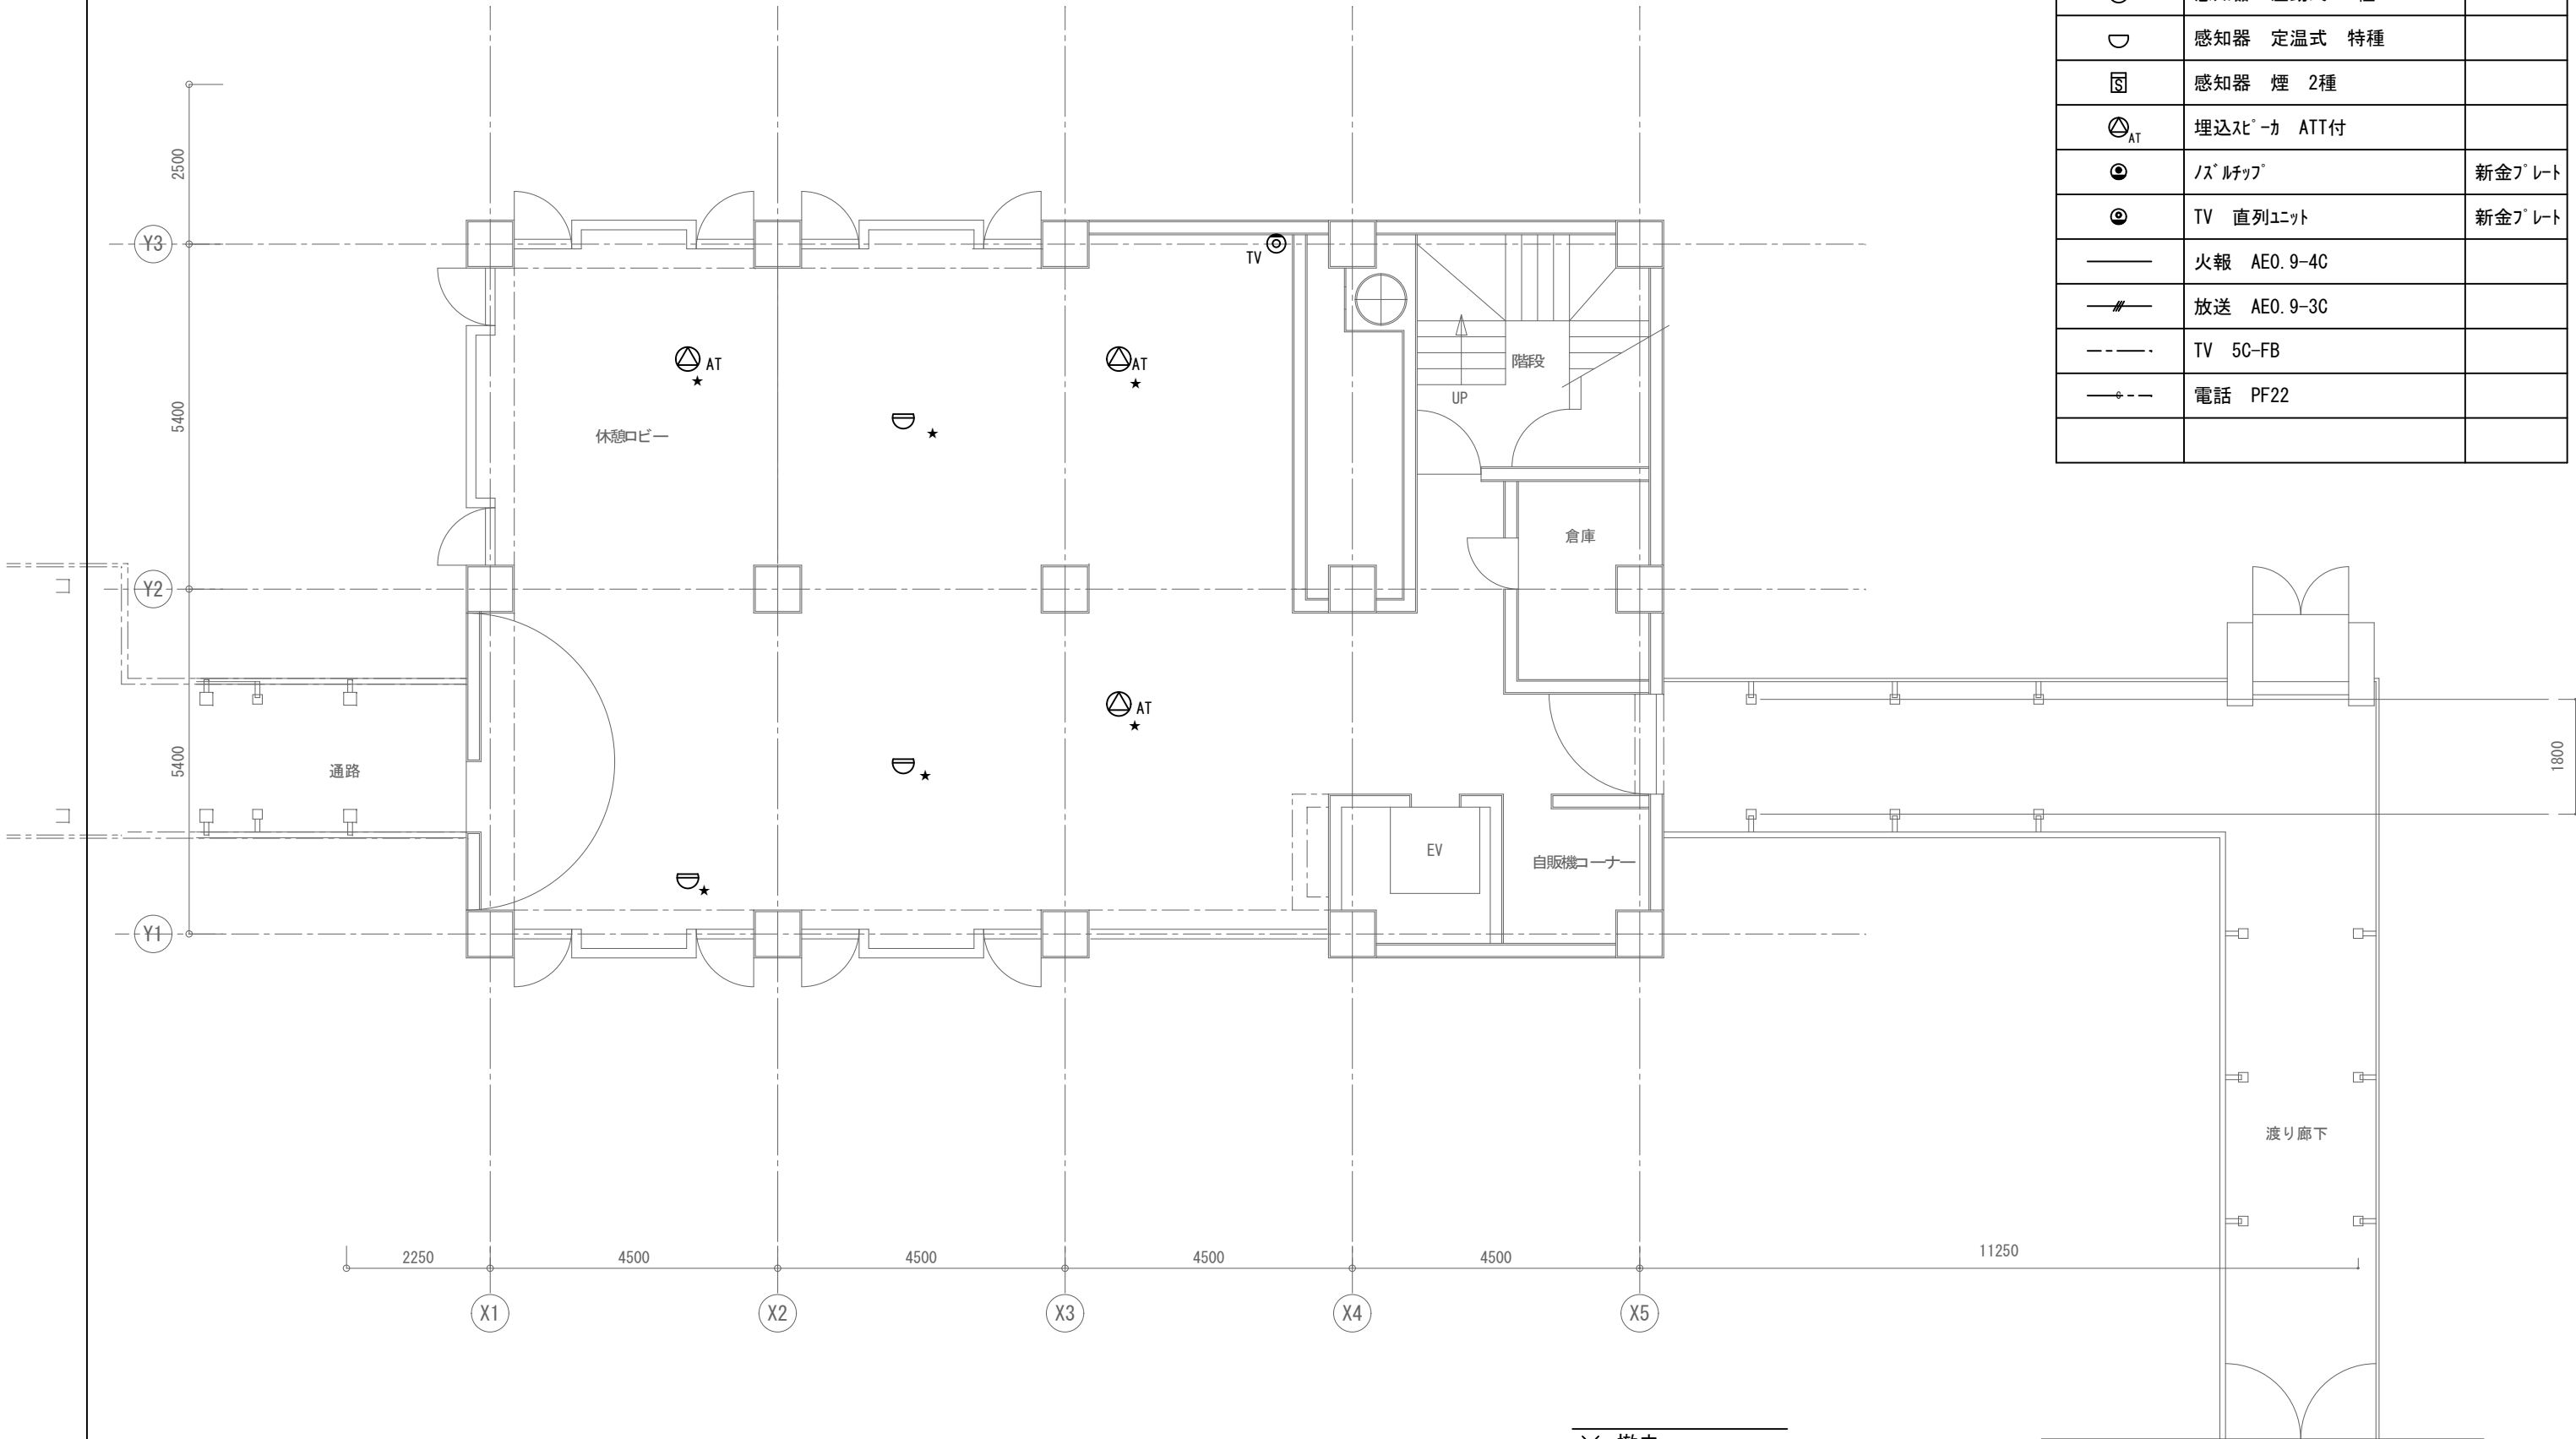 感知器　定温式　特種
S
感知器　煙　2種
AT
埋込ｽﾋﾟｰｶ　ATT付
ﾉｽﾞﾙﾁｯﾌﾟ
新金ﾌﾟﾚｰﾄ
TV　直列ﾕﾆｯﾄ
新金ﾌﾟﾚｰﾄ
火報　AE0.9-4C
放送　AE0.9-3C
TV　5C-FB
電話　PF22
2500
Y3
TV
AT
★
AT
★
階段
UP
5400
休憩ロビー
★
倉庫
Y2
AT
★
5400
通路
★
1800
EV
自販機コーナー
★
Y1
渡り廊下
2250
4500
4500
4500
4500
11250
X1
X2
X3
X4
X5